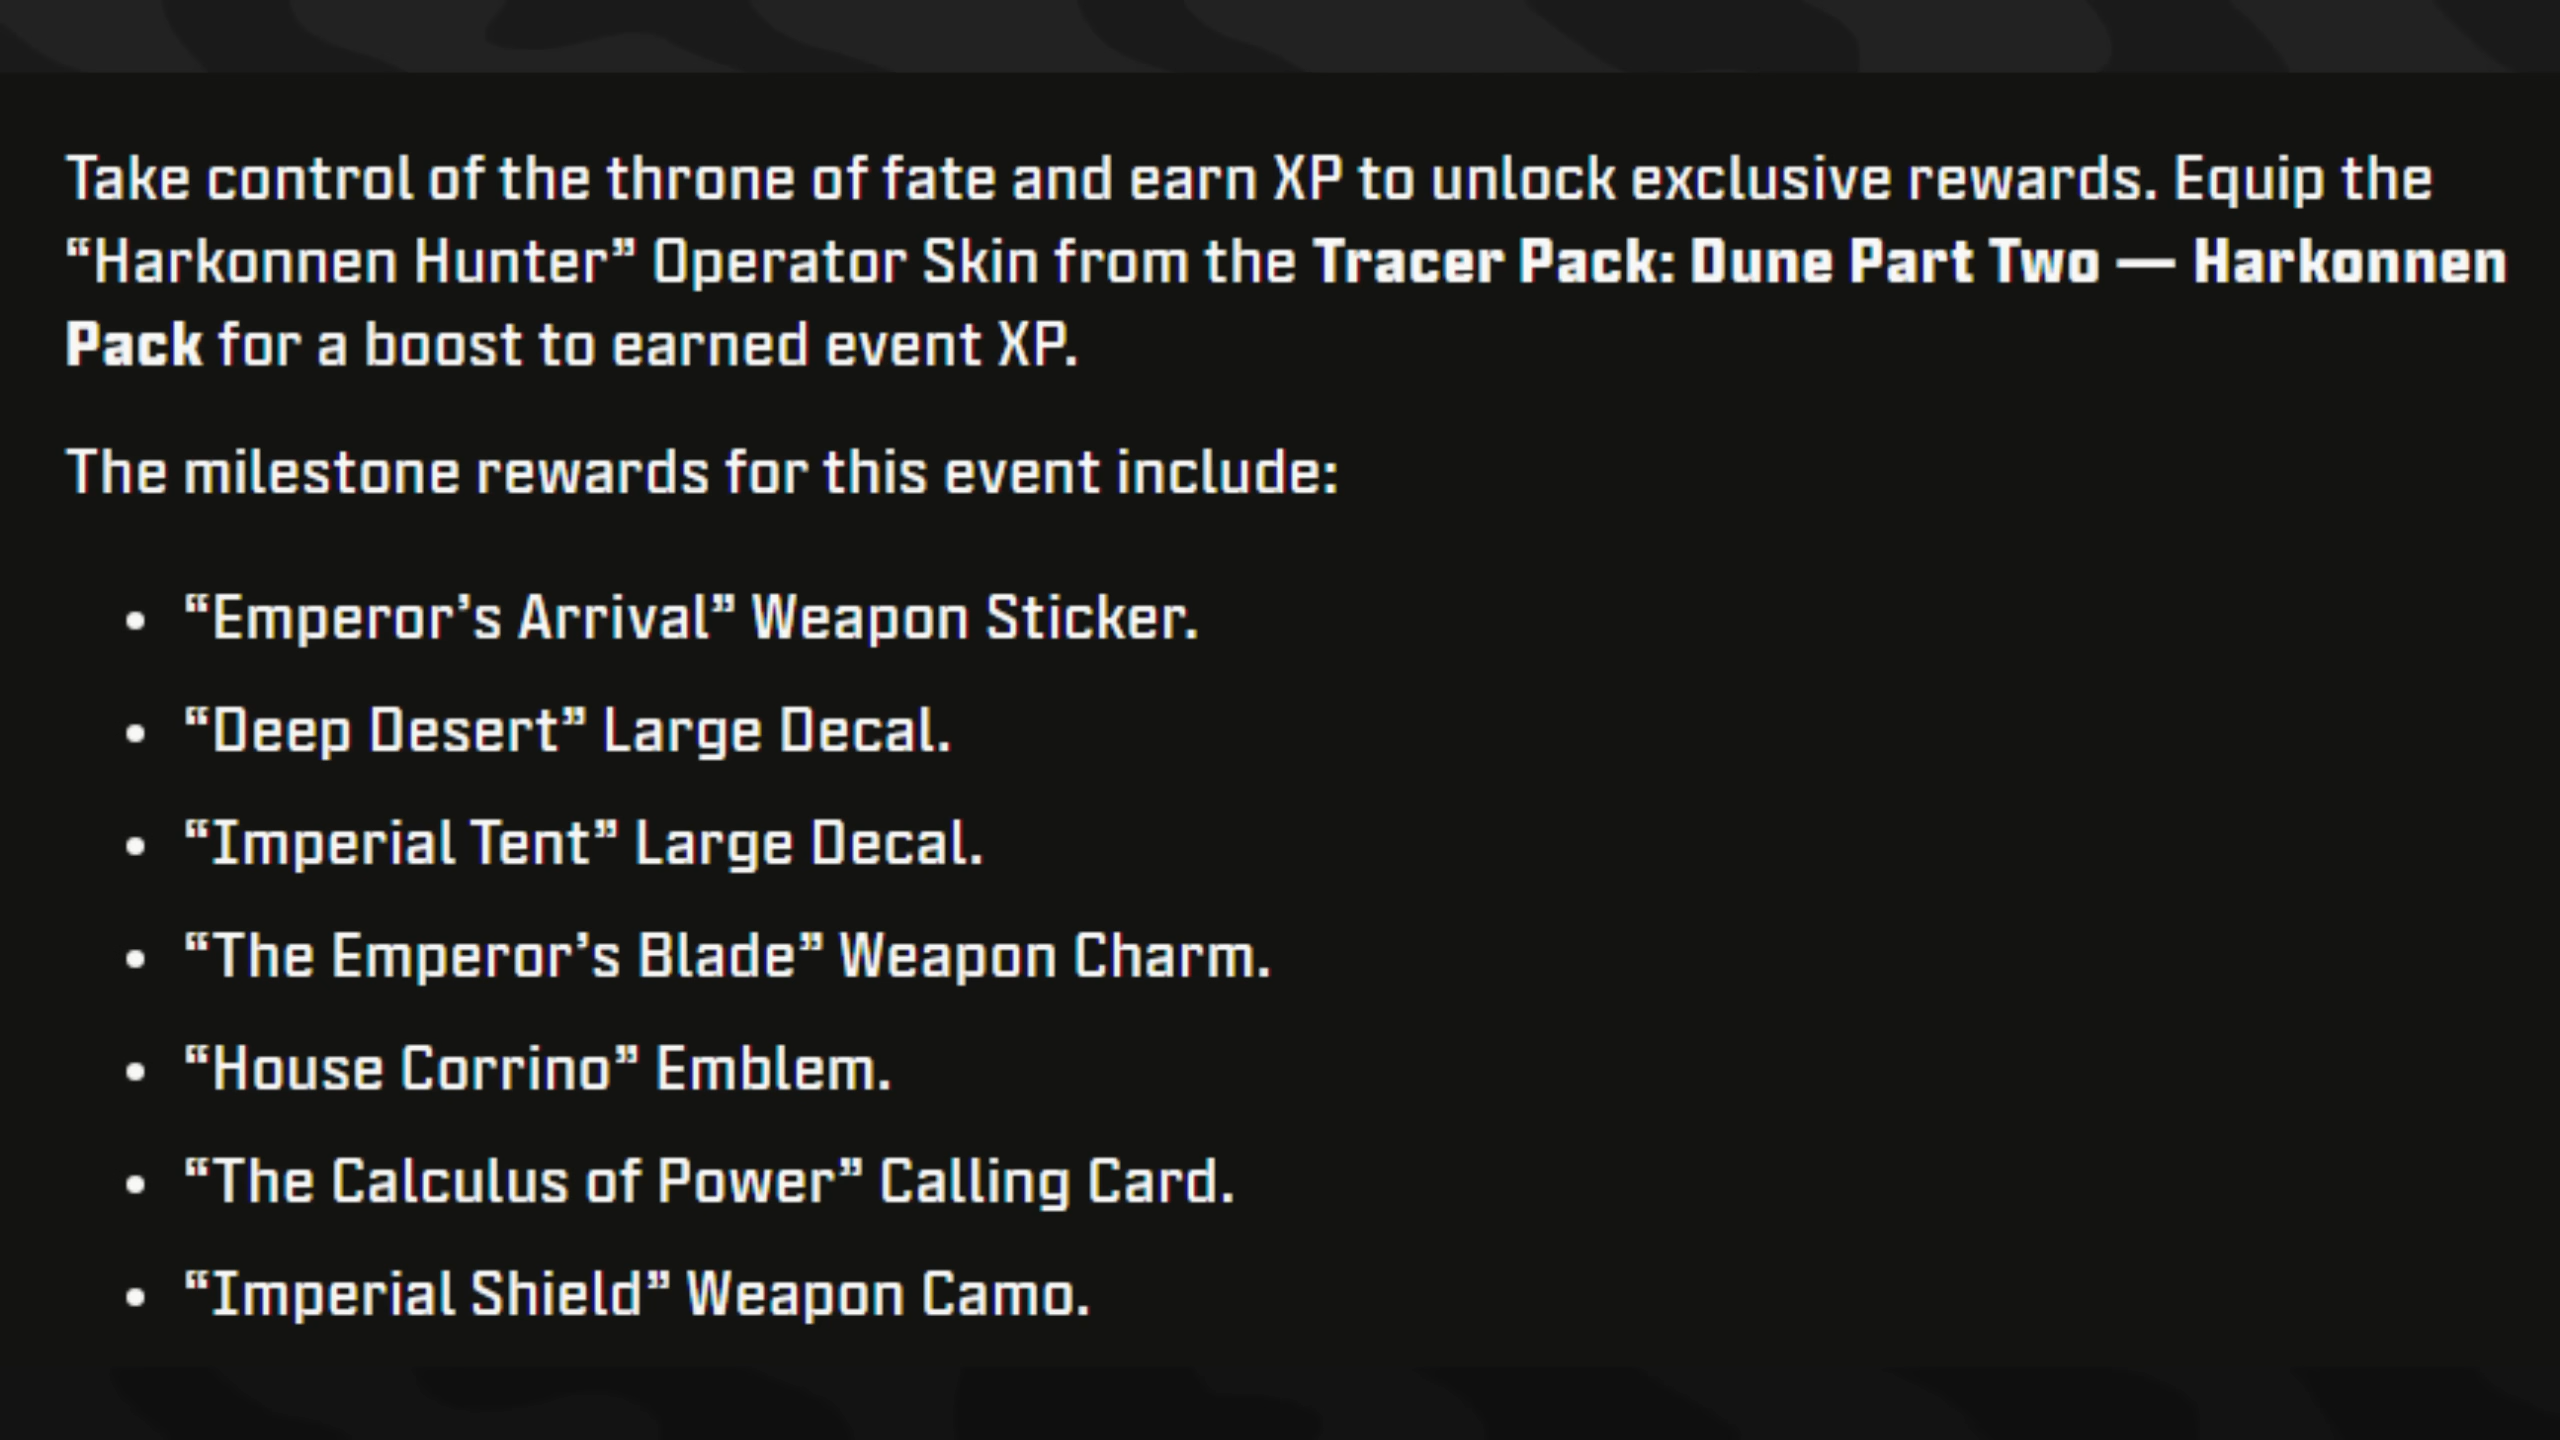 Take control of the throne of fate and earn XP to unlock exclusive rewards. Equip the
“Harkonnen Hunter” Operator Skin from the Tracer Pack: Dune Part Two — Harkonnen
Pack for a boost to earned event XP.
The milestone rewards for this event include:
• “Emperor’s Arrival” Weapon Sticker.
• “Deep Desert” Large Decal.
• “Imperial Tent” Large Decal.
• “The Emperor’s Blade” Weapon Charm.
• “House Corrino” Emblem.
• “The Calculus of Power” Calling Card.
• “Imperial Shield” Weapon Camo.